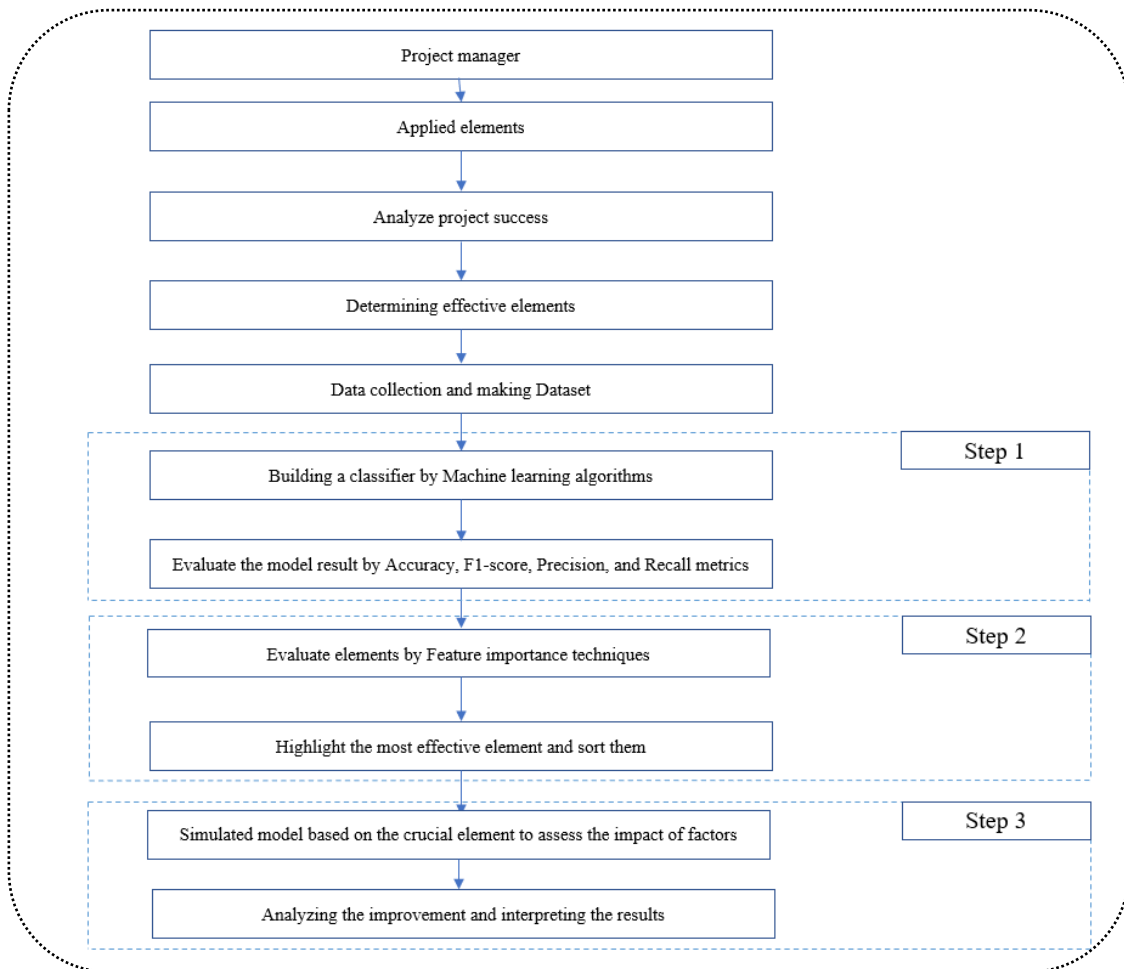 Project manager
Applied elements
Analyze project success
Determining effective elements
Data collection and making Dataset
Step 1
Building a classifier by Machine learning algorithms
Evaluate the model result by Accuracy, F1-score, Precision, and Recall metrics
Step 2
Evaluate elements by Feature importance techniques
Highlight the most effective element and sort them
Step 3
Simulated model based on the crucial element to assess the impact of factors
Analyzing the improvement and interpreting the results